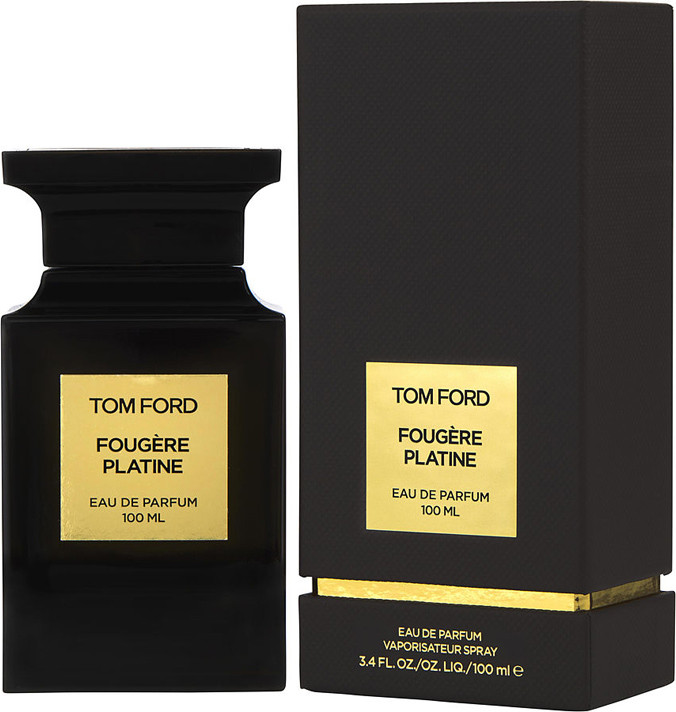 TOM FORD
FOUGÈRE
PLATINE
EAU DE PARFUM
100 ML
TOM FORD
FOUGÈRE
PLATINE
EAU DE PARFUM
100 ML
EAU DE PARFUM
VAPORISATEUR SPRAY
3.4 FL. OZ./OZ. LIQ./100 ml ℮